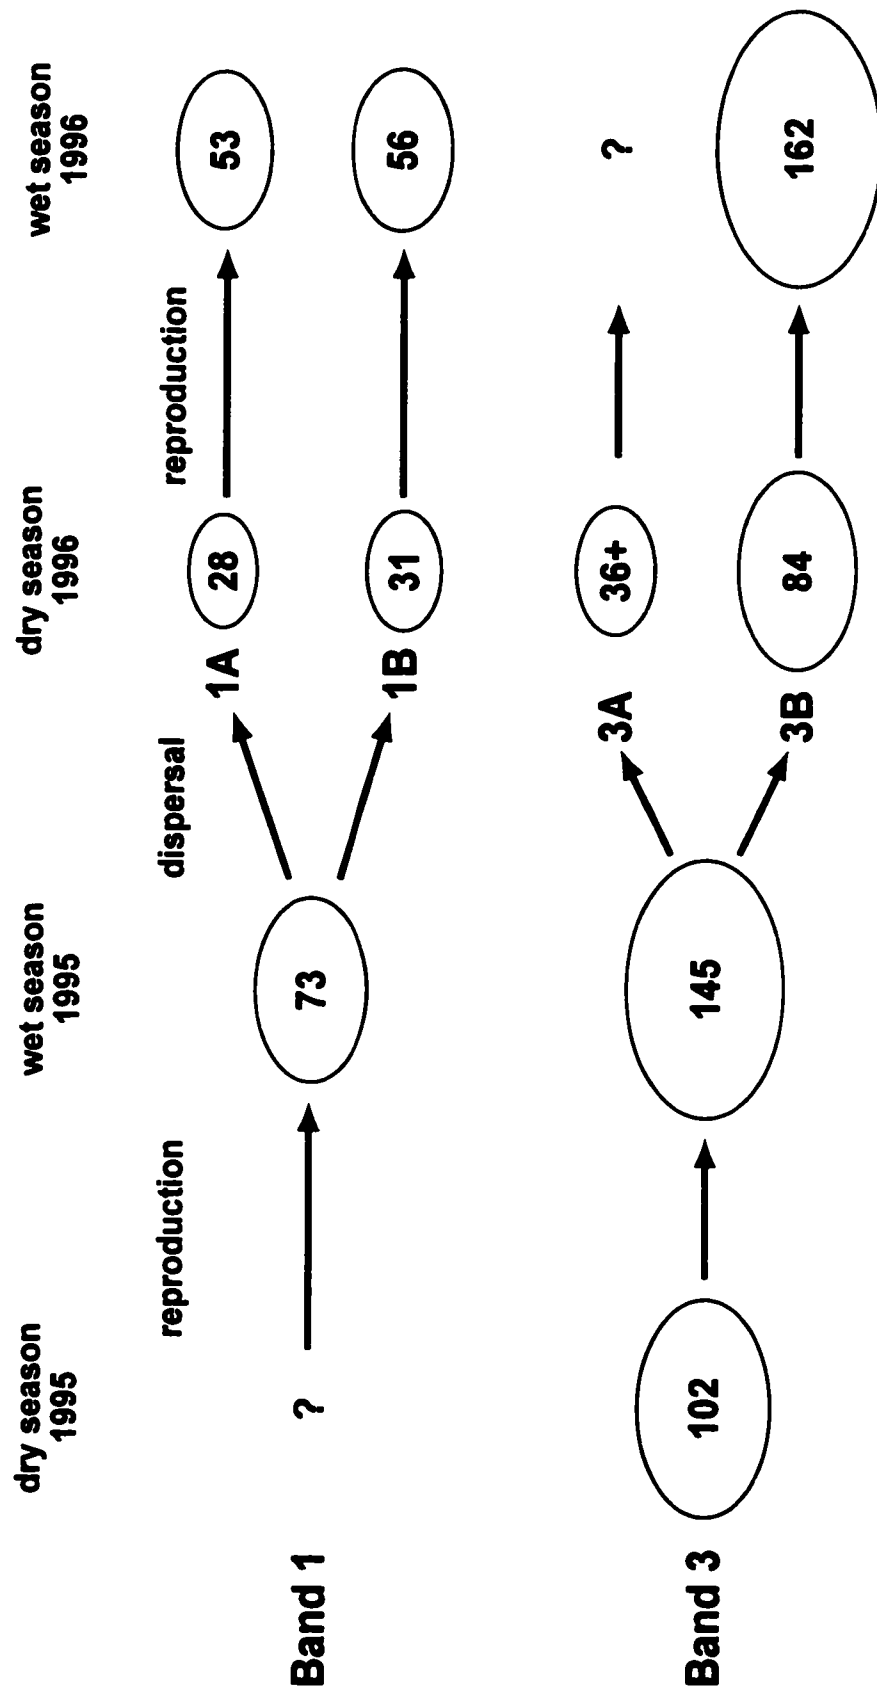 dry season
1995
wet season
1995
dry season
1996
wet season
1996
reproduction
dispersal
reproduction
Band 1
?
73
1A
28
53
1B
31
56
Band 3
102
145
3A
36+
?
3B
84
162